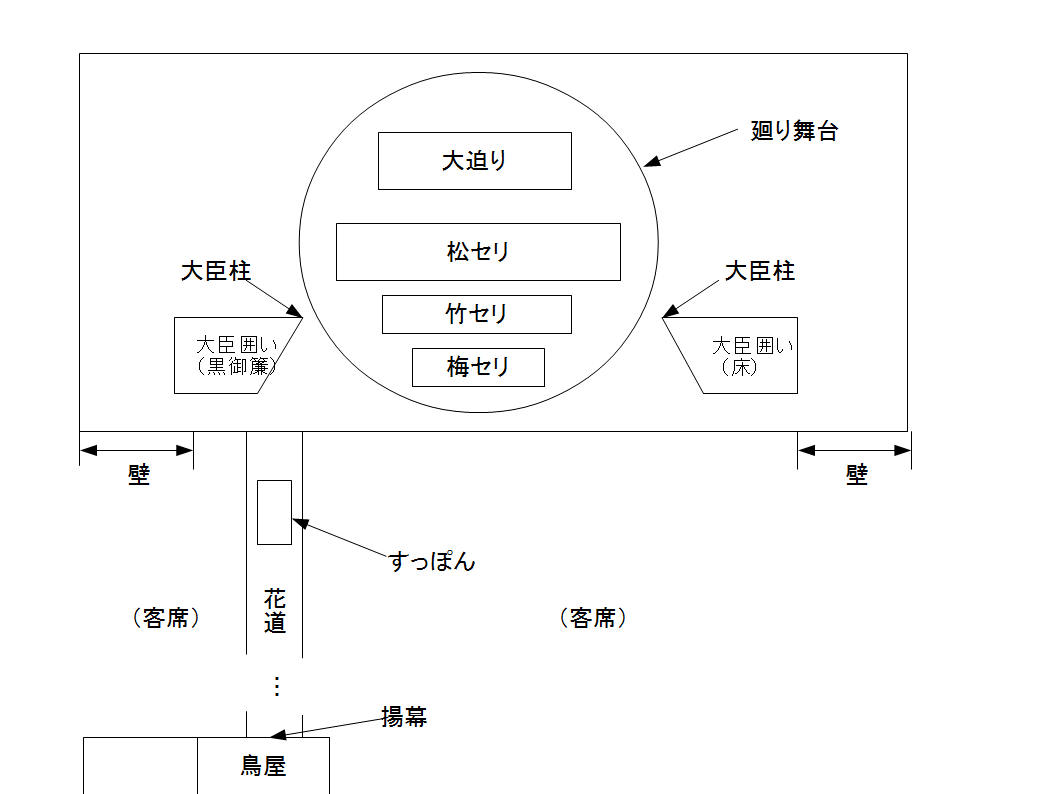 廻り舞台
大迫り
松セリ
大臣柱
大臣柱
竹セリ
大臣囲い
（黒御簾）
大臣囲い
（床）
梅セリ
壁
壁
すっぽん
花
道
（客席）
（客席）
…
揚幕
鳥屋